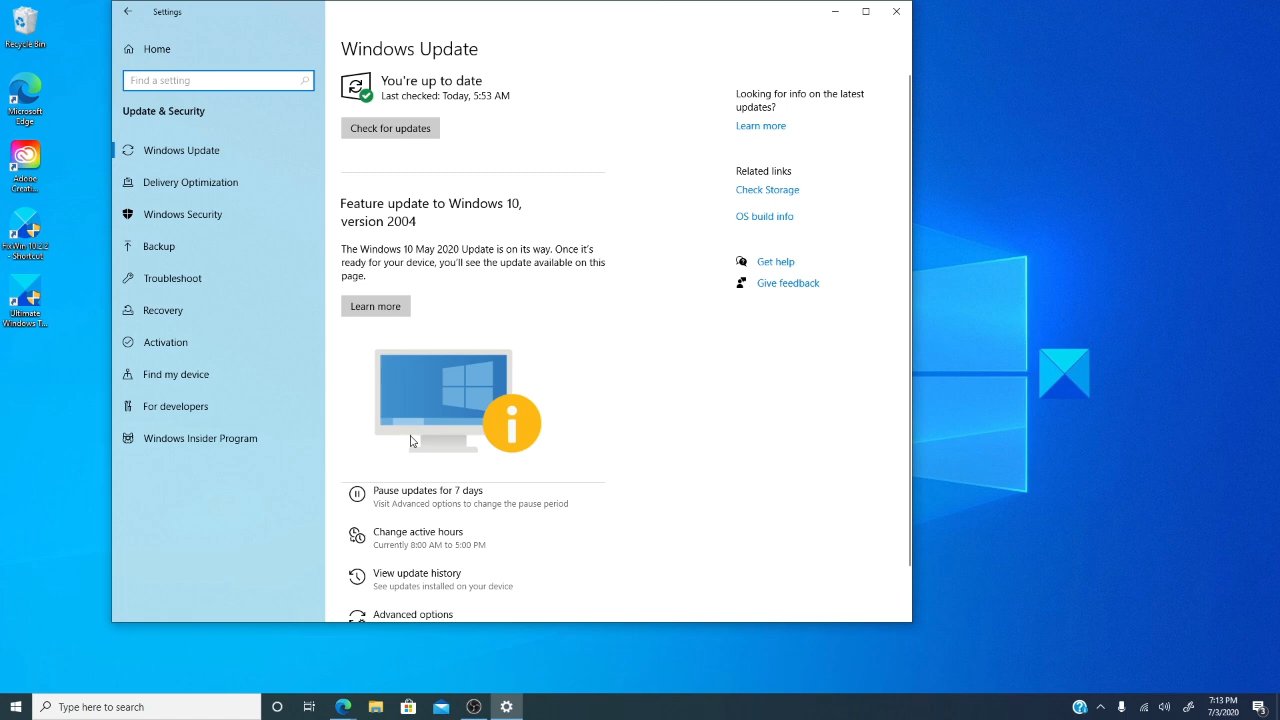 Recycle Bin
Microsoft
Edge
Adobe
Creati...
FixWin 10.2.2
- Shortcut
Ultimate
Windows T...
Settings
Home
Find a setting
Update & Security
Windows Update
Delivery Optimization
Windows Security
Backup
Troubleshoot
Recovery
Activation
Find my device
For developers
Windows Insider Program
Windows Update
You're up to date
Last checked: Today, 5:53 AM
Check for updates
Feature update to Windows 10,
version 2004
The Windows 10 May 2020 Update is on its way. Once it's
ready for your device, you'll see the update available on this
page.
Learn more
Pause updates for 7 days
Visit Advanced options to change the pause period
Change active hours
Currently 8:00 AM to 5:00 PM
View update history
See updates installed on your device
Advanced options
Looking for info on the latest
updates?
Learn more
Related links
Check Storage
OS build info
Get help
Give feedback
Type here to search
7:13 PM
7/3/2020